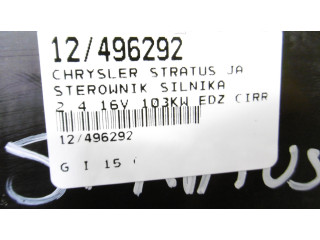 12/496292
CHRYSLER STRATUS JA
STEROWNIK SILNIKA
2 4 16V 103KW EDZ CIRR
12/496292
G I 15